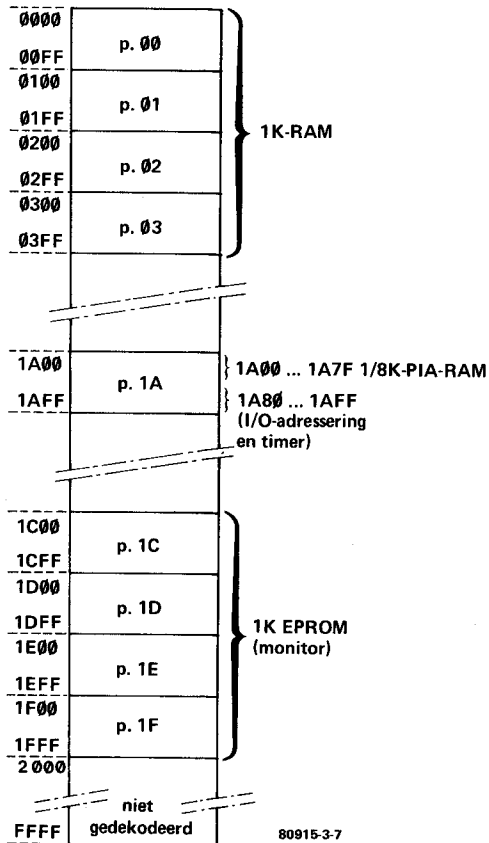 0000
p. 00
00FF
0100
p. 01
01FF
0200
p. 02
02FF
0300
p. 03
03FF
1K-RAM
1A00
p. 1A
1AFF
1A00 ... 1A7F 1/8K-PIA-RAM
1A80 ... 1AFF
(I/O-adressering
en timer)
1C00
p. 1C
1CFF
1D00
p. 1D
1DFF
1E00
p. 1E
1EFF
1F00
p. 1F
1FFF
1K EPROM
(monitor)
2000
niet
gedekodeerd
FFFF
80915-3-7